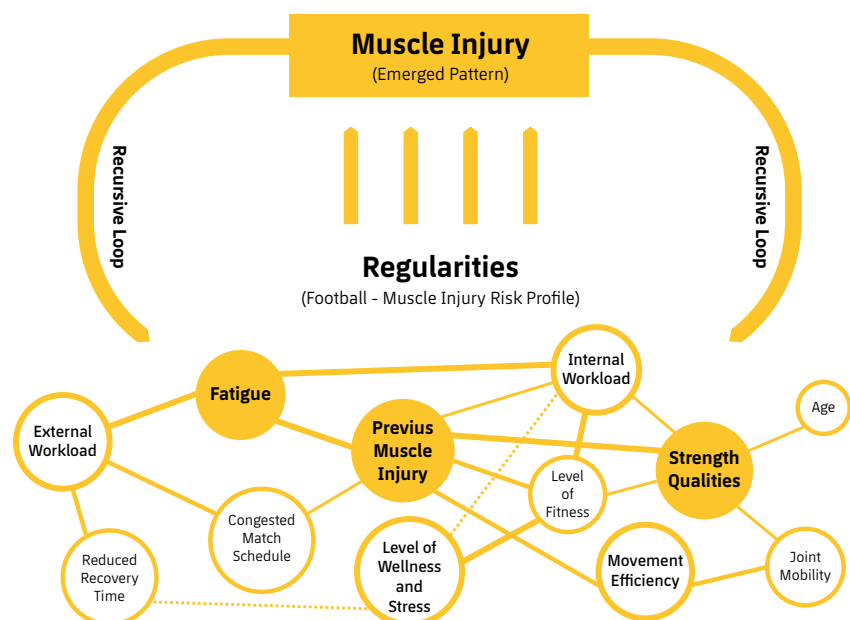 Muscle Injury
(Emerged Pattern)
Recursive Loop
Recursive Loop
Regularities
(Football - Muscle Injury Risk Profile)
Internal
Workload
Fatigue
Age
External
Workload
Previus
Muscle
Injury
Strength
Qualities
Level
of
Fitness
Congested
Match
Schedule
Reduced
Recovery
Time
Level of
Wellness
and
Stress
Movement
Efficiency
Joint
Mobility